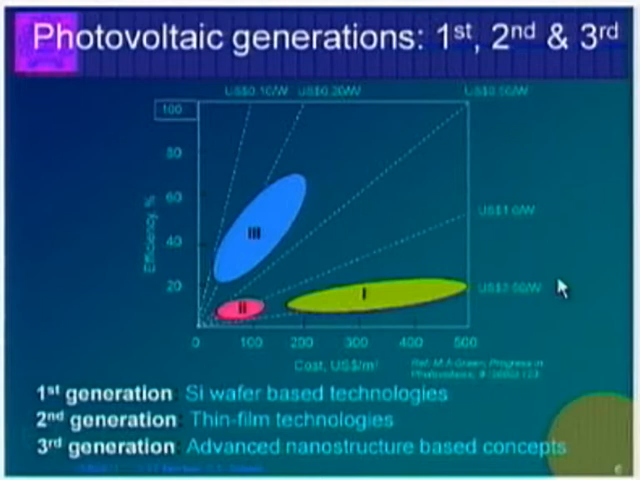 Photovoltaic generations: 1st, 2nd & 3rd
US$0.10/W US$0.20/W US$0.50/W
100
80
60
40
20
Efficiency, %
III
II
I
US$1.0/W
US$3.50/W
0 100 200 300 400 500
Cost, US$/m²
Ref: M.A Green, Progress in
Photovoltaics,
1st generation: Si wafer based technologies
2nd generation: Thin-film technologies
3rd generation: Advanced nanostructure based concepts
6